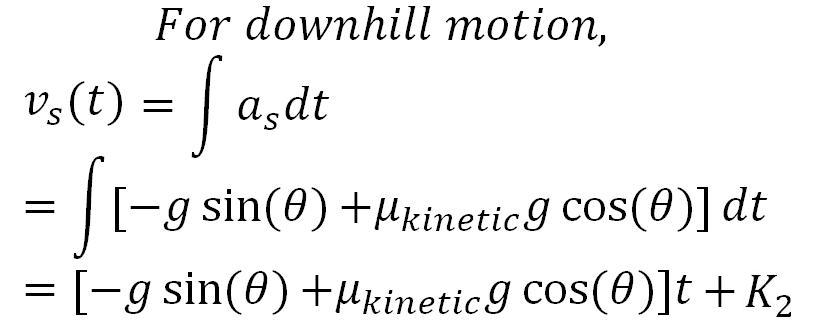 For downhill motion,
v_s(t) = ∫ a_s dt
= ∫ [−g sin(θ) +μ_kinetic g cos(θ)] dt
= [−g sin(θ) +μ_kinetic g cos(θ)]t + K_2